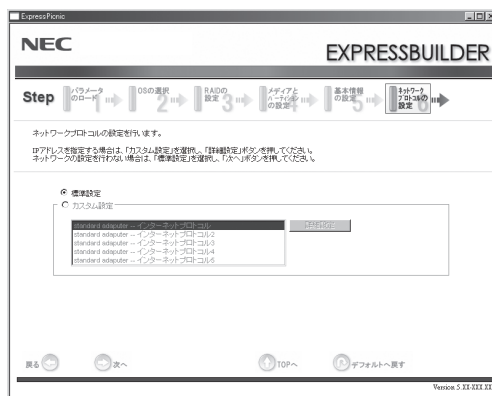 ExpressPicnic
NEC
EXPRESSBUILDER
Step
パラメータのロード 1
OSの選択 2
RAIDの設定 3
メディアとパーティションの設定 4
基本情報の設定 5
ネットワークプロトコルの設定 6
ネットワークプロトコルの設定を行います。
IPアドレスを指定する場合は、「カスタム設定」を選択し、「詳細設定」ボタンを押してください。
ネットワークの設定を行わない場合は、「標準設定」を選択し、「次へ」ボタンを押してください。
標準設定
カスタム設定
standard adaputer -- インターネットプロトコル
詳細設定
standard adaputer -- インターネットプロトコル2
standard adaputer -- インターネットプロトコル3
standard adaputer -- インターネットプロトコル4
standard adaputer -- インターネットプロトコル5
戻る
次へ
TOPへ
デフォルトへ戻す
Version 5.XX-XXX.XX